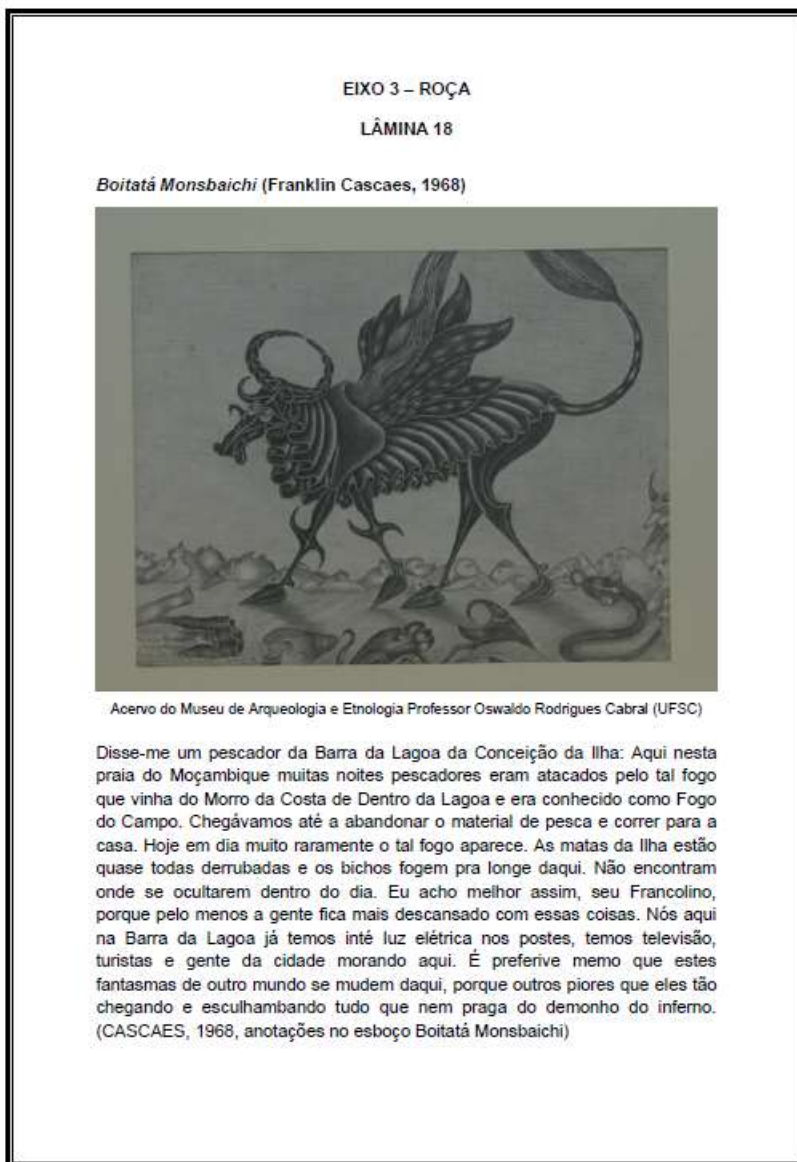 EIXO 3 – ROÇA
LÂMINA 18
Boitatá Monsbaichi (Franklin Cascaes, 1968)
Acervo do Museu de Arqueologia e Etnologia Professor Oswaldo Rodrigues Cabral (UFSC)
Disse-me um pescador da Barra da Lagoa da Conceição da Ilha: Aqui nesta
praia do Moçambique muitas noites pescadores eram atacados pelo tal fogo
que vinha do Morro da Costa de Dentro da Lagoa e era conhecido como Fogo
do Campo. Chegávamos até a abandonar o material de pesca e correr para a
casa. Hoje em dia muito raramente o tal fogo aparece. As matas da Ilha estão
quase todas derrubadas e os bichos fogem pra longe daqui. Não encontram
onde se ocultarem dentro do dia. Eu acho melhor assim, seu Francolino,
porque pelo menos a gente fica mais descansado com essas coisas. Nós aqui
na Barra da Lagoa já temos inté luz elétrica nos postes, temos televisão,
turistas e gente da cidade morando aqui. É preferive memo que estes
fantasmas de outro mundo se mudem daqui, porque outros piores que eles tão
chegando e esculhambando tudo que nem praga do demonho do inferno.
(CASCAES, 1968, anotações no esboço Boitatá Monsbaichi)